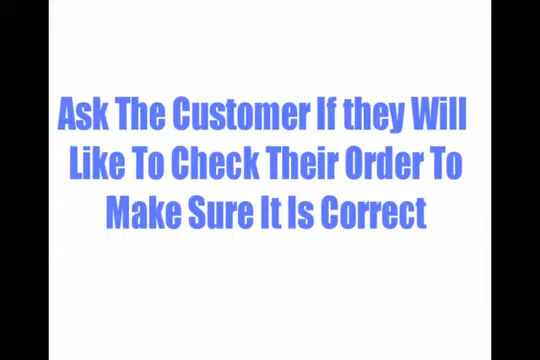 Ask The Customer If they Will
Like To Check Their Order To
Make Sure It Is Correct